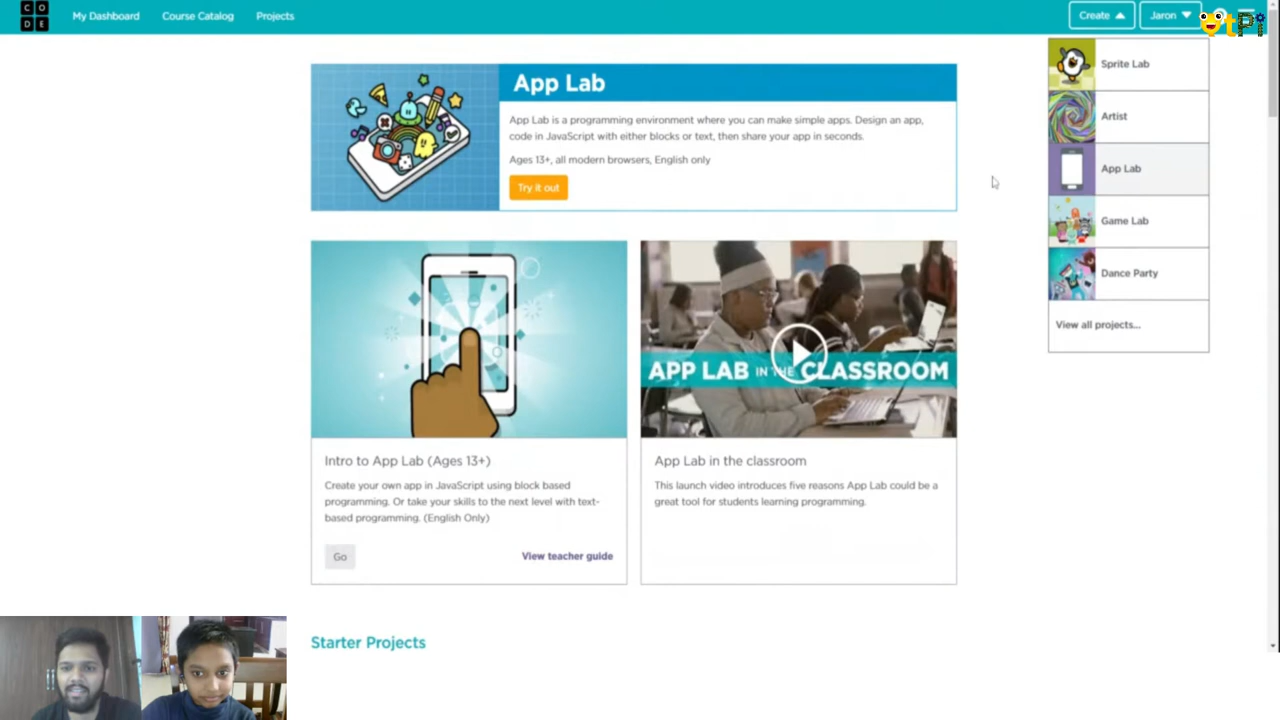 CO
DE
My Dashboard
Course Catalog
Projects
Create
Jaron
YtPi
App Lab
App Lab is a programming environment where you can make simple apps. Design an app,
code in JavaScript with either blocks or text, then share your app in seconds.
Ages 13+, all modern browsers, English only
Try it out
Sprite Lab
Artist
App Lab
Game Lab
Dance Party
View all projects...
APP LAB IN THE CLASSROOM
Intro to App Lab (Ages 13+)
Create your own app in JavaScript using block based
programming. Or take your skills to the next level with text-
based programming. (English Only)
Go
View teacher guide
App Lab in the classroom
This launch video introduces five reasons App Lab could be a
great tool for students learning programming.
Starter Projects